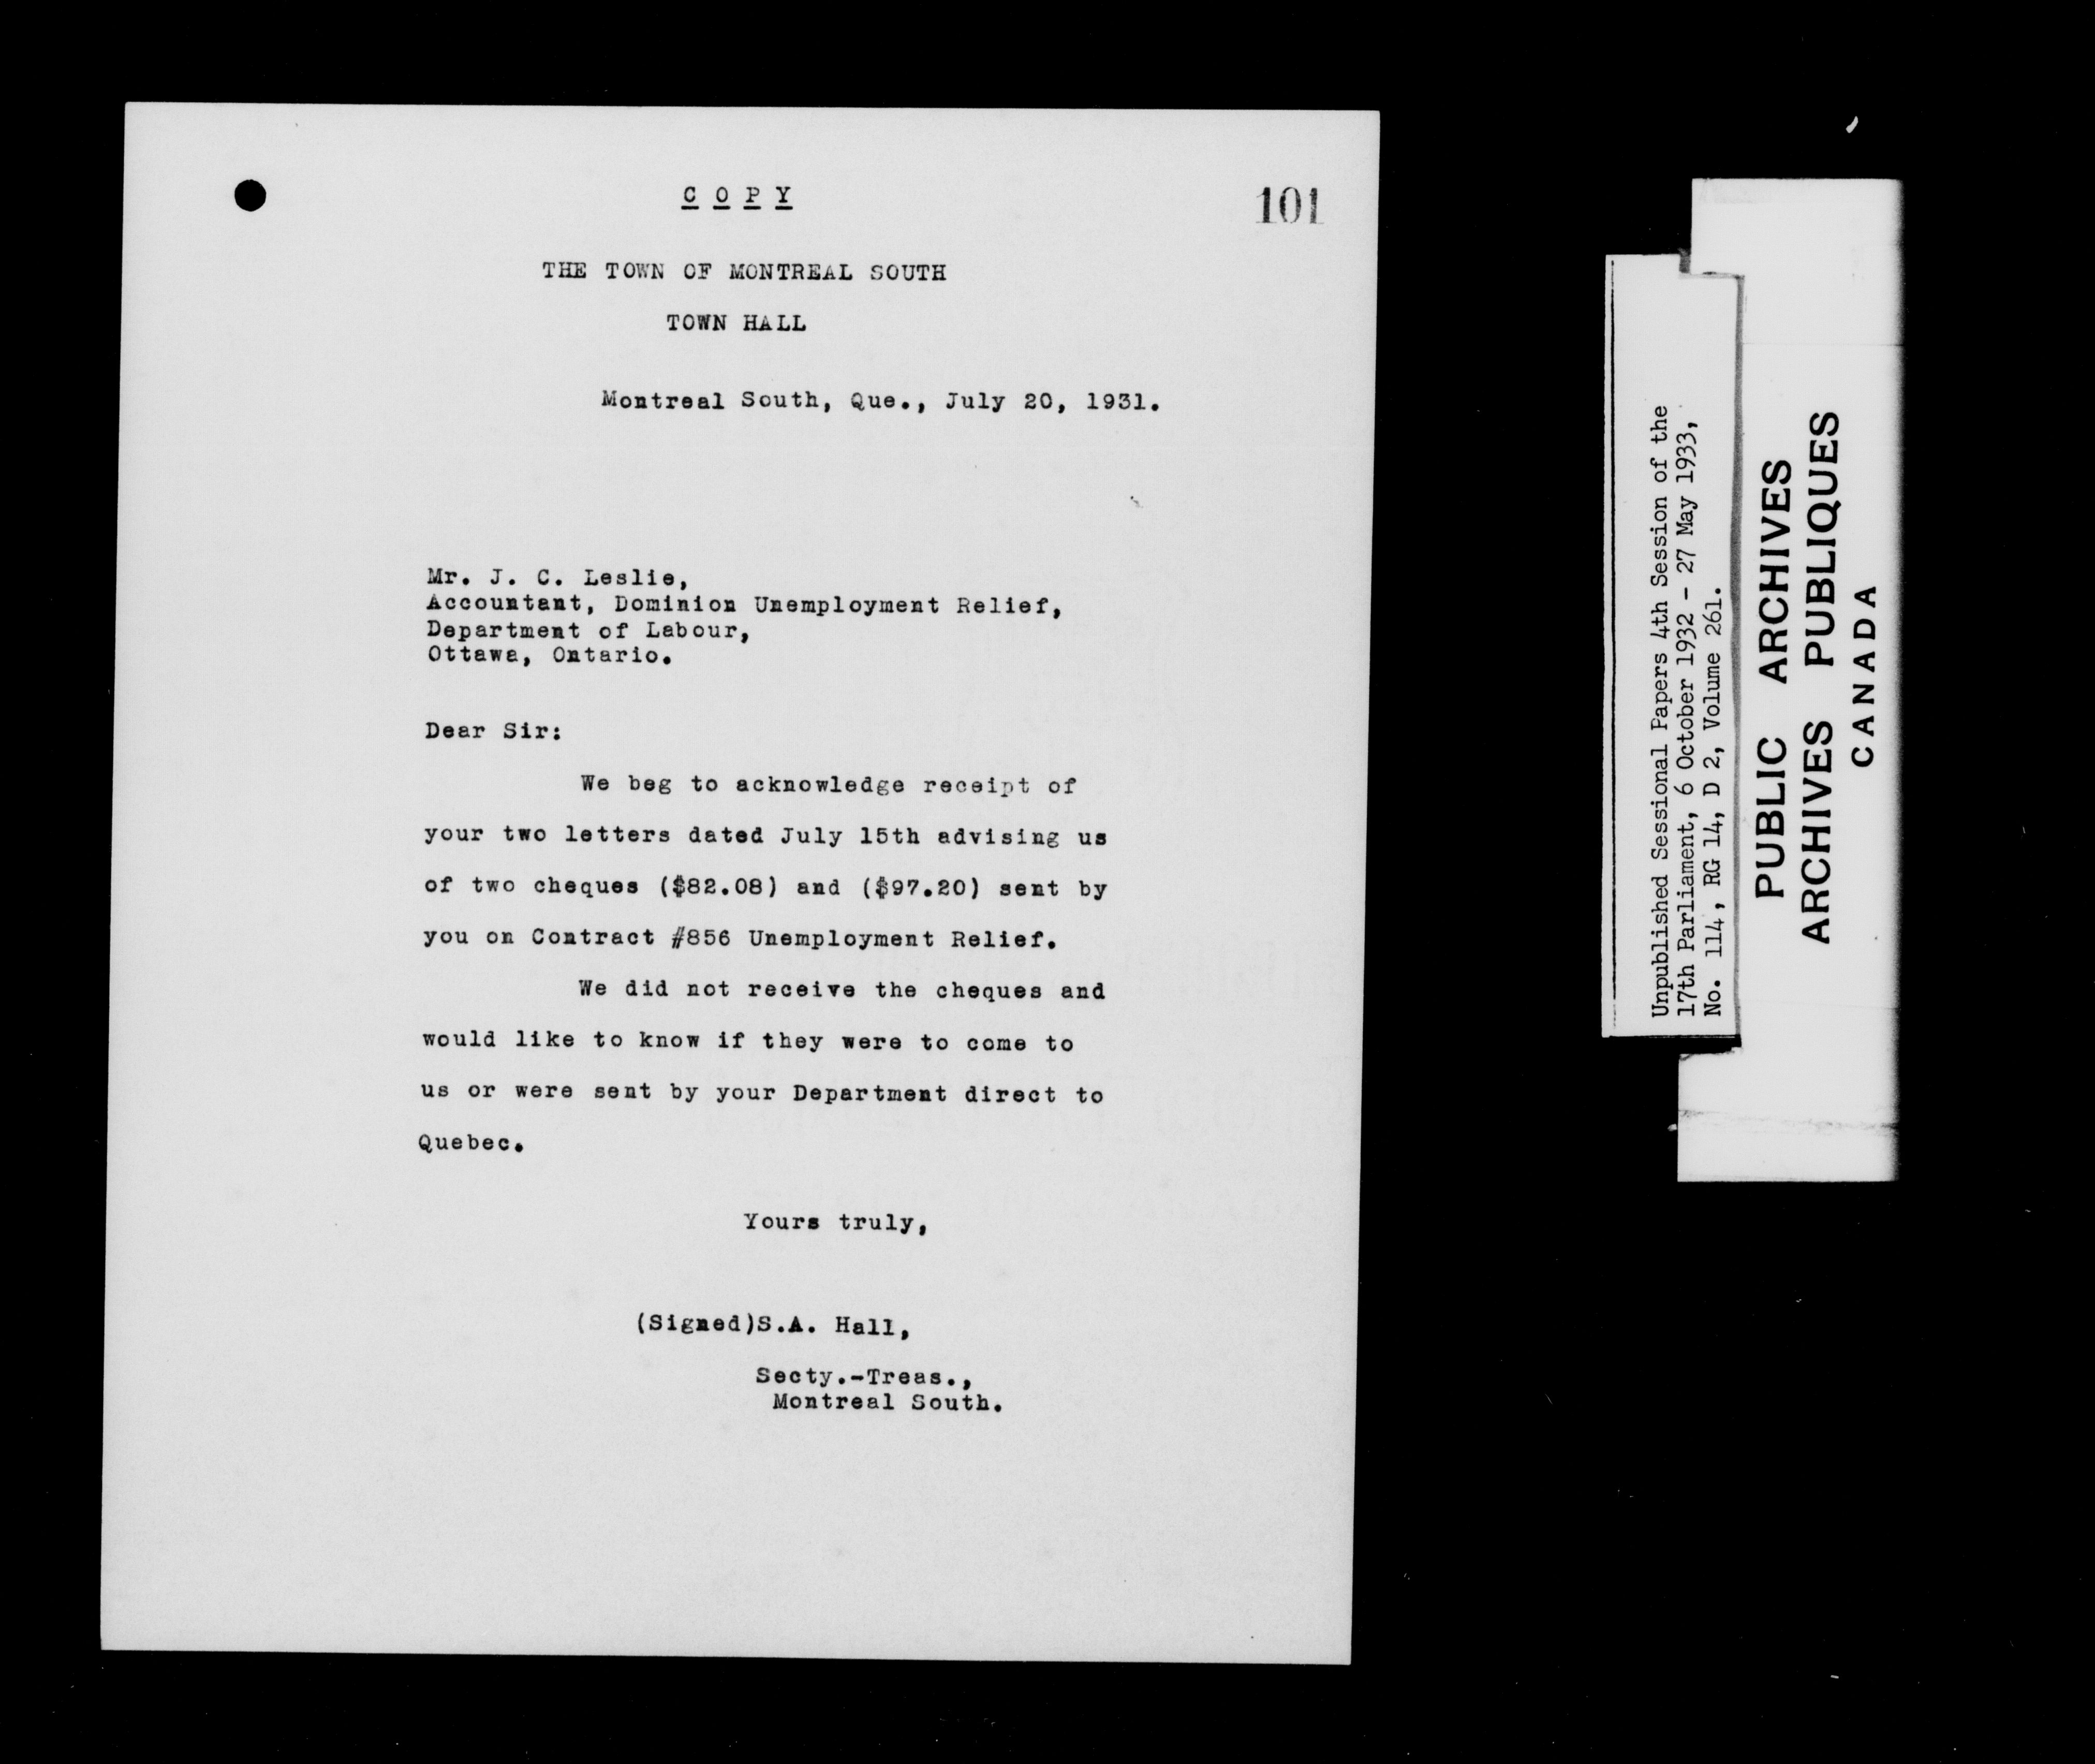 C O P Y
101
THE TOWN OF MONTREAL SOUTH
TOWN HALL
Montreal South, Que., July 20, 1931.
Mr. J. C. Leslie,
Accountant, Dominion Unemployment Relief,
Department of Labour,
Ottawa, Ontario.
Dear Sir:
We beg to acknowledge receipt of
your two letters dated July 15th advising us
of two cheques ($82.08) and ($97.20) sent by
you on Contract #856 Unemployment Relief.
We did not receive the cheques and
would like to know if they were to come to
us or were sent by your Department direct to
Quebec.
Yours truly,
(Signed)S.A. Hall,
Secty.-Treas.,
Montreal South.
Unpublished Sessional Papers 4th Session of the
17th Parliament, 6 October 1932 - 27 May 1933,
No. 114, RG 14, D 2, Volume 261.
PUBLIC ARCHIVES
ARCHIVES PUBLIQUES
CANADA